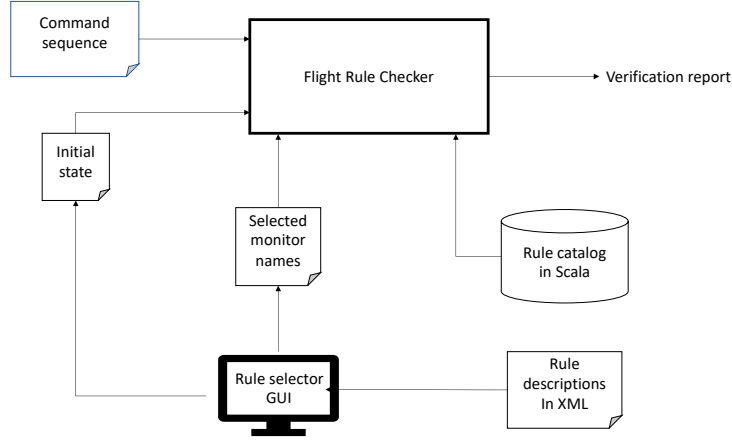 Command
sequence
Flight Rule Checker
Verification report
Initial
state
Selected
monitor
names
Rule catalog
in Scala
Rule selector
GUI
Rule
descriptions
In XML